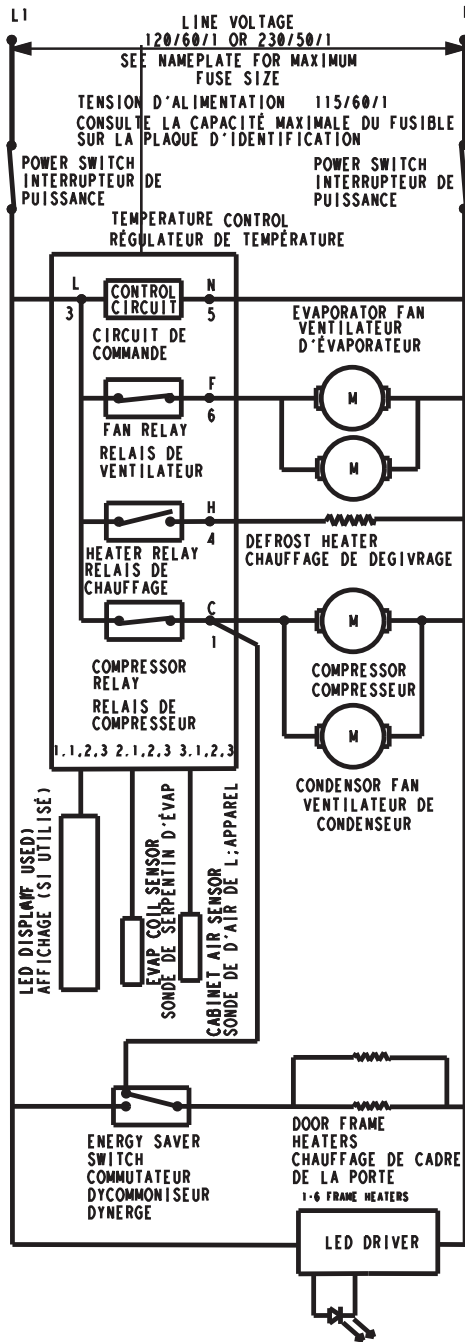 L1
LINE VOLTAGE
120/60/1 OR 230/50/1
SEE NAMEPLATE FOR MAXIMUM
FUSE SIZE
TENSION D'ALIMENTATION 115/60/1
CONSULTE LA CAPACITÉ MAXIMALE DU FUSIBLE
SUR LA PLAQUE D'IDENTIFICATION
POWER SWITCH
INTERRUPTEUR DE
PUISSANCE
POWER SWITCH
INTERRUPTEUR DE
PUISSANCE
TEMPERATURE CONTROL
RÉGULATEUR DE TEMPÉRATURE
L
3
CONTROL
CIRCUIT
N
5
CIRCUIT DE
COMMANDE
EVAPORATOR FAN
VENTILATEUR
D'ÉVAPORATEUR
F
6
M
FAN RELAY
RELAIS DE
VENTILATEUR
M
H
4
HEATER RELAY
RELAIS DE
CHAUFFAGE
DEFROST HEATER
CHAUFFAGE DE DEGIVRAGE
C
1
M
COMPRESSOR
RELAY
RELAIS DE
COMPRESSEUR
COMPRESSOR
COMPRESSEUR
M
1,1,2,3 2.1,2,3 3.1,2,3
CONDENSOR FAN
VENTILATEUR DE
CONDENSEUR
LED DISPLAY USED)
AFFICHAGE (SI UTILISÉ)
EVAP COIL SENSOR
SONDE DE SERPENTIN D'ÉVAP
CABINET AIR SENSOR
SONDE DE D'AIR DE L;APPAREL
ENERGY SAVER
SWITCH
COMMUTATEUR
DYCOMMONISEUR
DYNERGE
DOOR FRAME
HEATERS
CHAUFFAGE DE CADRE
DE LA PORTE
1-6 FRAME HEATERS
LED DRIVER